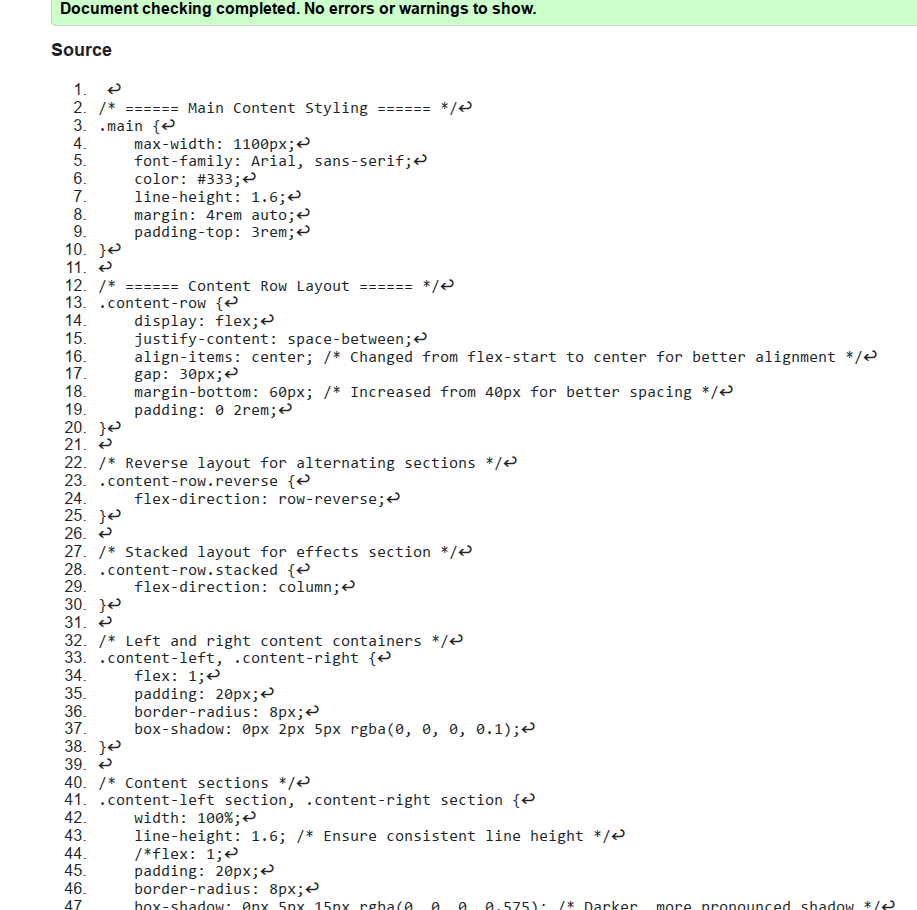 Document checking completed. No errors or warnings to show.
Source
1. ↩
2. /* ====== Main Content Styling ====== */↩
3. .main {↩
4.     max-width: 1100px;↩
5.     font-family: Arial, sans-serif;↩
6.     color: #333;↩
7.     line-height: 1.6;↩
8.     margin: 4rem auto;↩
9.     padding-top: 3rem;↩
10. }↩
11. ↩
12. /* ====== Content Row Layout ====== */↩
13. .content-row {↩
14.     display: flex;↩
15.     justify-content: space-between;↩
16.     align-items: center; /* Changed from flex-start to center for better alignment */↩
17.     gap: 30px;↩
18.     margin-bottom: 60px; /* Increased from 40px for better spacing */↩
19.     padding: 0 2rem;↩
20. }↩
21. ↩
22. /* Reverse layout for alternating sections */↩
23. .content-row.reverse {↩
24.     flex-direction: row-reverse;↩
25. }↩
26. ↩
27. /* Stacked layout for effects section */↩
28. .content-row.stacked {↩
29.     flex-direction: column;↩
30. }↩
31. ↩
32. /* Left and right content containers */↩
33. .content-left, .content-right {↩
34.     flex: 1;↩
35.     padding: 20px;↩
36.     border-radius: 8px;↩
37.     box-shadow: 0px 2px 5px rgba(0, 0, 0, 0.1);↩
38. }↩
39. ↩
40. /* Content sections */↩
41. .content-left section, .content-right section {↩
42.     width: 100%;↩
43.     line-height: 1.6; /* Ensure consistent line height */↩
44.     /*flex: 1;↩
45.     padding: 20px;↩
46.     border-radius: 8px;↩
47.     box-shadow: 0px 5px 15px rgba(0, 0, 0, 0.575); /* Darker, more pronounced shadow */↩